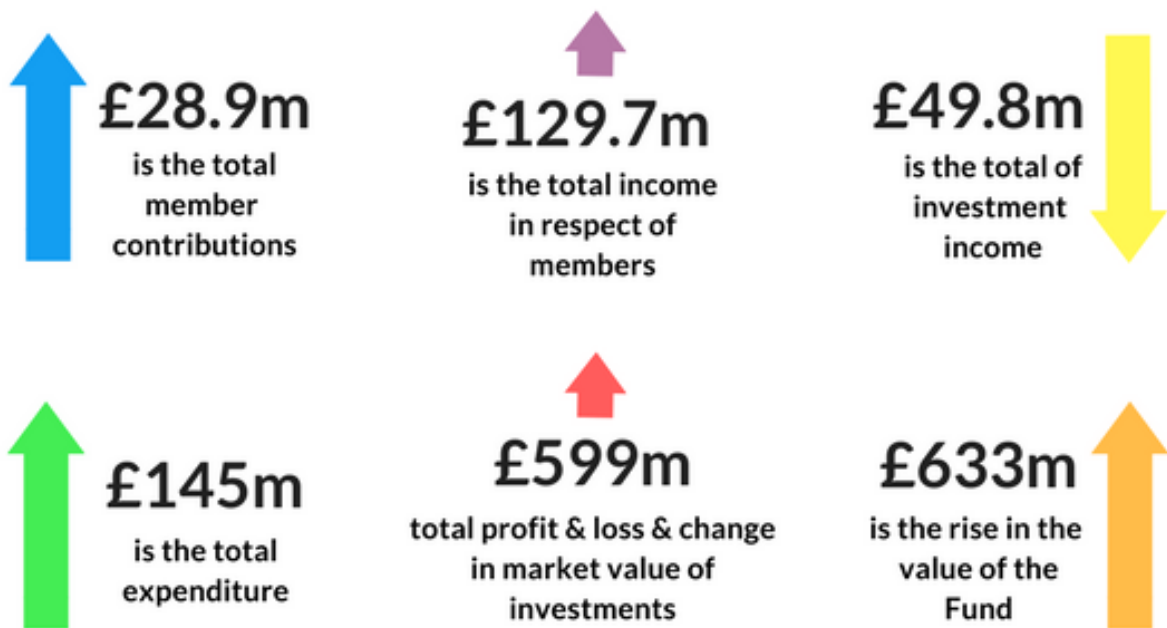 £28.9m
is the total
member
contributions
£129.7m
is the total income
in respect of
members
£49.8m
is the total of
investment
income
£145m
is the total
expenditure
£599m
total profit & loss & change
in market value of
investments
£633m
is the rise in the
value of the
Fund